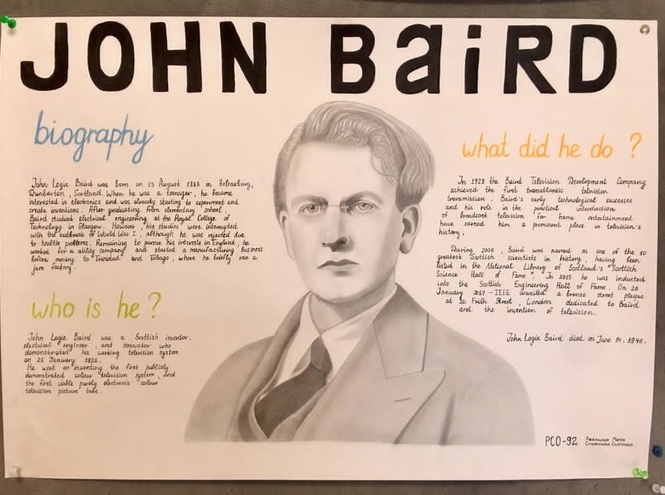 JOHN BaiRD
biography
John Logie Baird was born on 13 August 1888 in Helensburg,
Dunbarton, Scotland. When he was a teenager, he became
interested in electronics and was already starting to experiment and
create inventions. After graduating from elementary school,
Baird studied electrical engineering at the Royal College of
Technology in Glasgow. However, his studies were interrupted
with the outbreak of World War I, although he was rejected due
to health problems. Remaining to pursue his interests in England, he
worked for a utility company and started a manufacturing business
before moving to Trinidad and Tobago, where he briefly ran a
jam factory.
who is he?
John Logie Baird was a Scottish inventor,
electrical engineer, and innovator who
demonstrated his working television system
on 26 January 1926.
He went on inventing the first publicly
demonstrated colour television system, and
the first viable purely electronic colour
television picture tube.
what did he do?
In 1928 the Baird Television Development Company
achieved the first transatlantic television
transmission. Baird's early technological successes
and his role in the practical introduction
of broadcast television for home entertainment
have earned him a prominent place in television's
history.
During 2006, Baird was named as one of the 10
greatest Scottish scientists in history, having been
listed in the National Library of Scotland's "Scottish
Science Hall of Fame". In 2015 he was inducted
into the Scottish Engineering Hall of Fame. On 26
January 2017 – IEEE unveiled a bronze street plaque
at 22 Frith Street, London dedicated to Baird
and the invention of television.
John Logie Baird died on June 14, 1946.
PCO-92